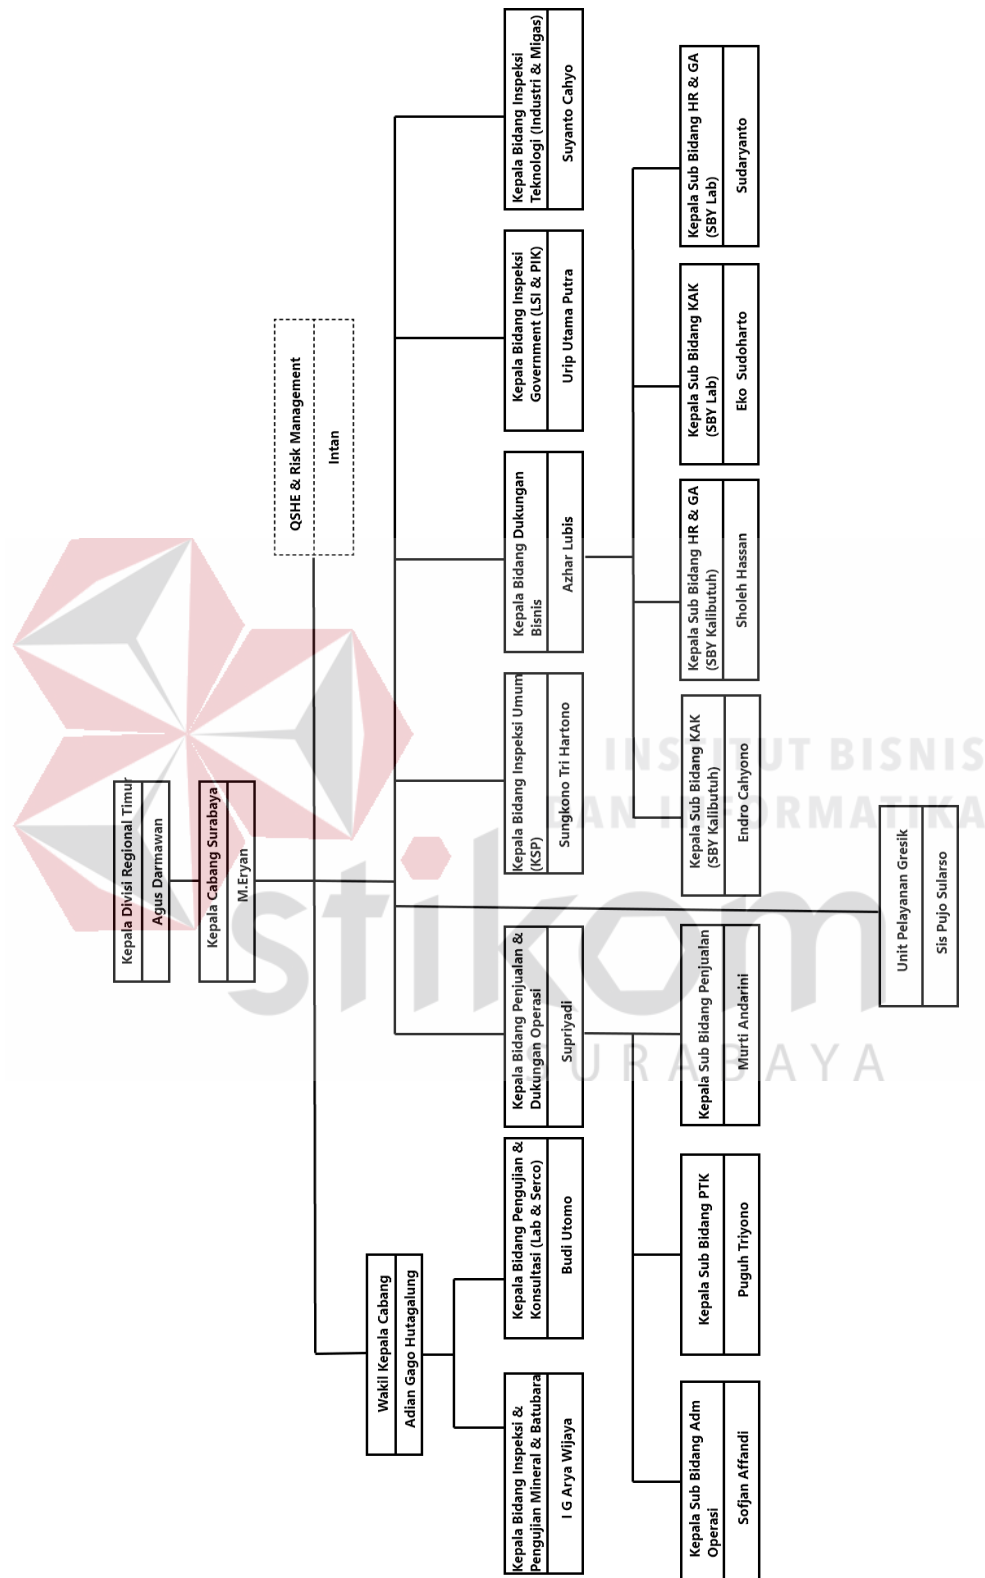 Kepala Divisi Regional Timur
Agus Darmawan
Kepala Cabang Surabaya
M.Eryan
QSHE & Risk Management
Intan
Wakil Kepala Cabang
Adian Gago Hutagalung
Kepala Bidang Inspeksi &
Pengujian Mineral & Batubara
I G Arya Wijaya
Kepala Bidang Pengujian &
Konsultasi (Lab & Serco)
Budi Utomo
Kepala Bidang Penjualan &
Dukungan Operasi
Supriyadi
Kepala Bidang Inspeksi Umum
(KSP)
Sungkono Tri Hartono
Kepala Bidang Dukungan
Bisnis
Azhar Lubis
Kepala Bidang Inspeksi
Government (LSI & PIK)
Urip Utama Putra
Kepala Bidang Inspeksi
Teknologi (Industri & Migas)
Suyanto Cahyo
Kepala Sub Bidang Adm
Operasi
Sofjan Affandi
Kepala Sub Bidang PTK
Puguh Triyono
Kepala Sub Bidang Penjualan
Murti Andarini
Kepala Sub Bidang KAK
(SBY Kalibutuh)
Endro Cahyono
Kepala Sub Bidang HR & GA
(SBY Kalibutuh)
Sholeh Hassan
Kepala Sub Bidang KAK
(SBY Lab)
Eko Sudoharto
Kepala Sub Bidang HR & GA
(SBY Lab)
Sudaryanto
Unit Pelayanan Gresik
Sis Pujo Sularso
INSTITUT BISNIS
DAN INFORMATIKA
stikom
SURABAYA